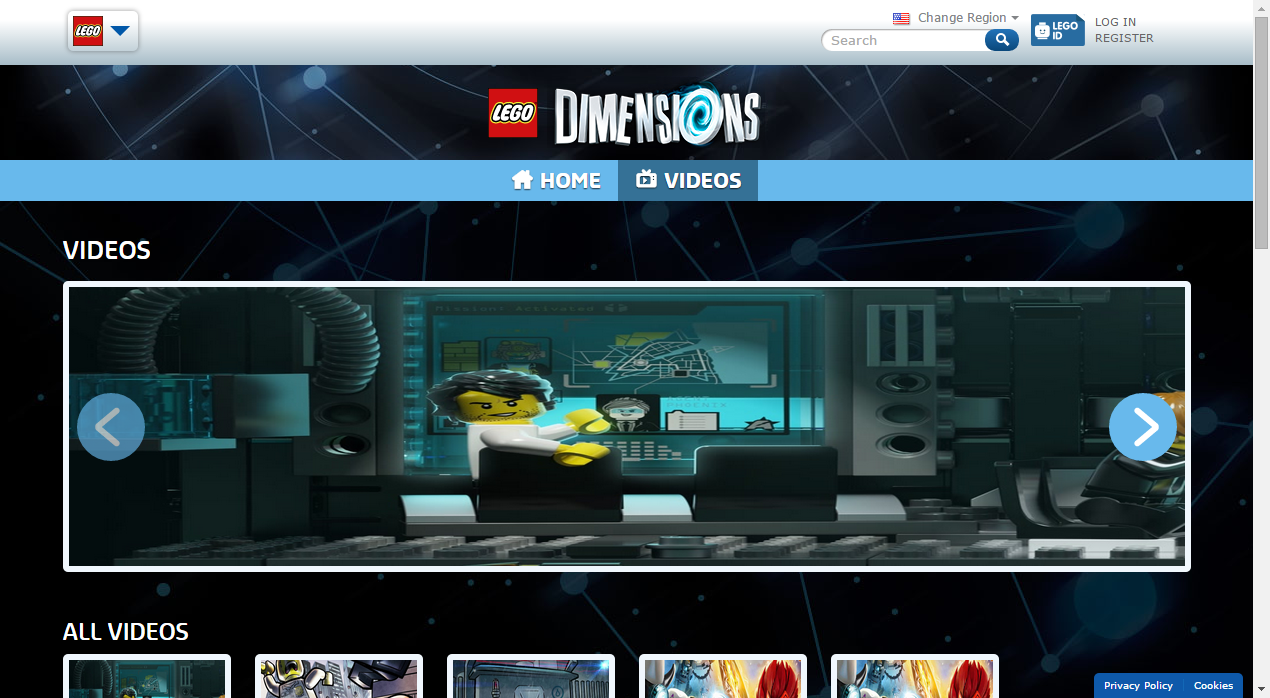 LEGO
Change Region
Search
LEGO
ID
LOG IN
REGISTER
LEGO DIMENSIONS
HOME
VIDEOS
VIDEOS
Mission: Activated
ALL VIDEOS
Privacy Policy
Cookies